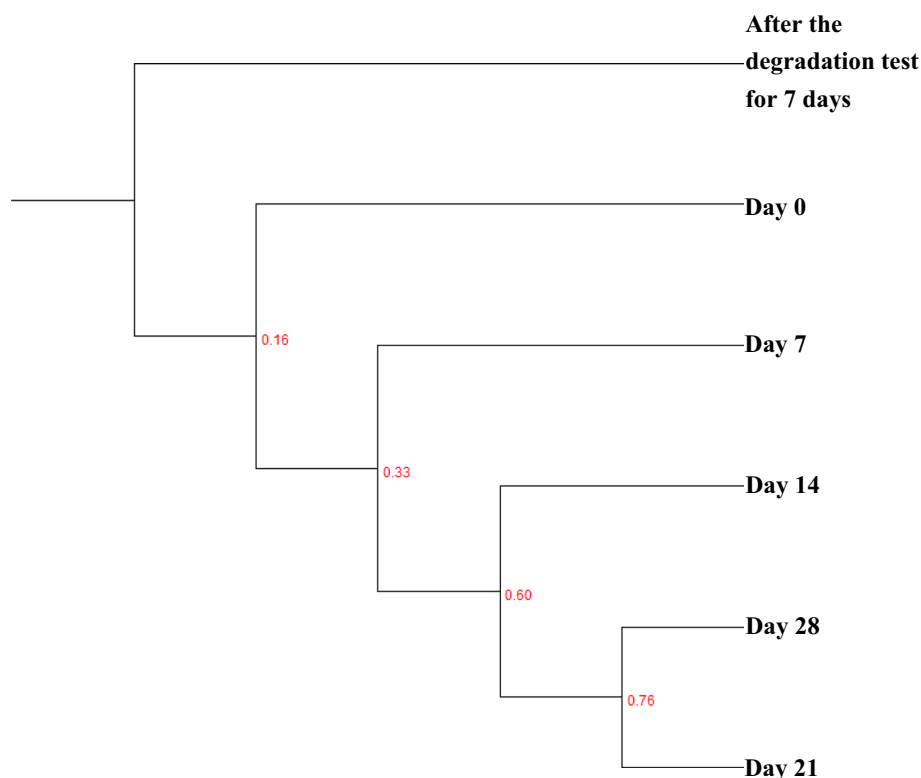 After the
degradation test
for 7 days
Day 0
0.16
Day 7
0.33
Day 14
0.60
Day 28
0.76
Day 21